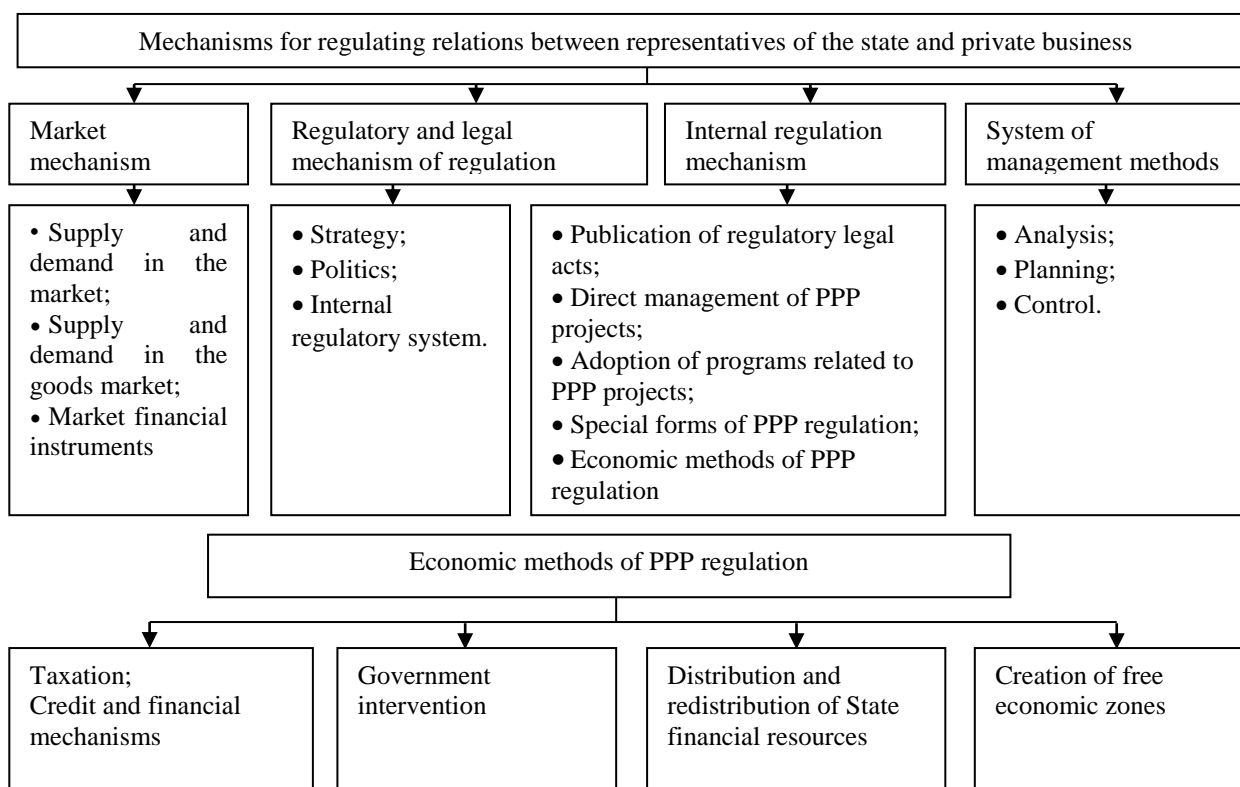 Mechanisms for regulating relations between representatives of the state and private business
Market
mechanism
Regulatory and legal
mechanism of regulation
Internal regulation
mechanism
System of
management methods
• Supply and
demand in the
market;
• Supply and
demand in the
goods market;
• Market financial
instruments
• Strategy;
• Politics;
• Internal
regulatory system.
• Publication of regulatory legal
acts;
• Direct management of PPP
projects;
• Adoption of programs related to
PPP projects;
• Special forms of PPP regulation;
• Economic methods of PPP
regulation
• Analysis;
• Planning;
• Control.
Economic methods of PPP regulation
Taxation;
Credit and financial
mechanisms
Government
intervention
Distribution and
redistribution of State
financial resources
Creation of free
economic zones